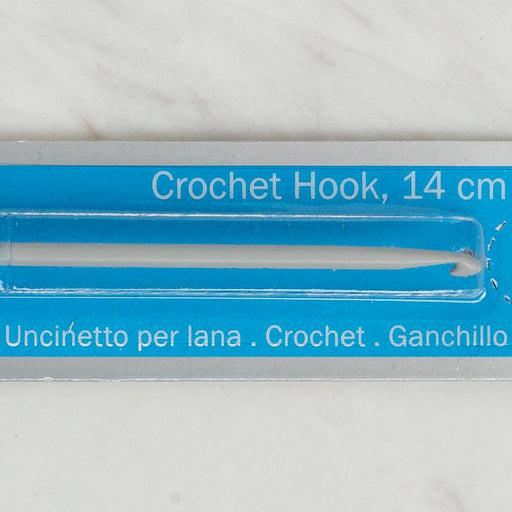 Crochet Hook, 14 cm
Uncinetto per lana . Crochet . Ganchillo